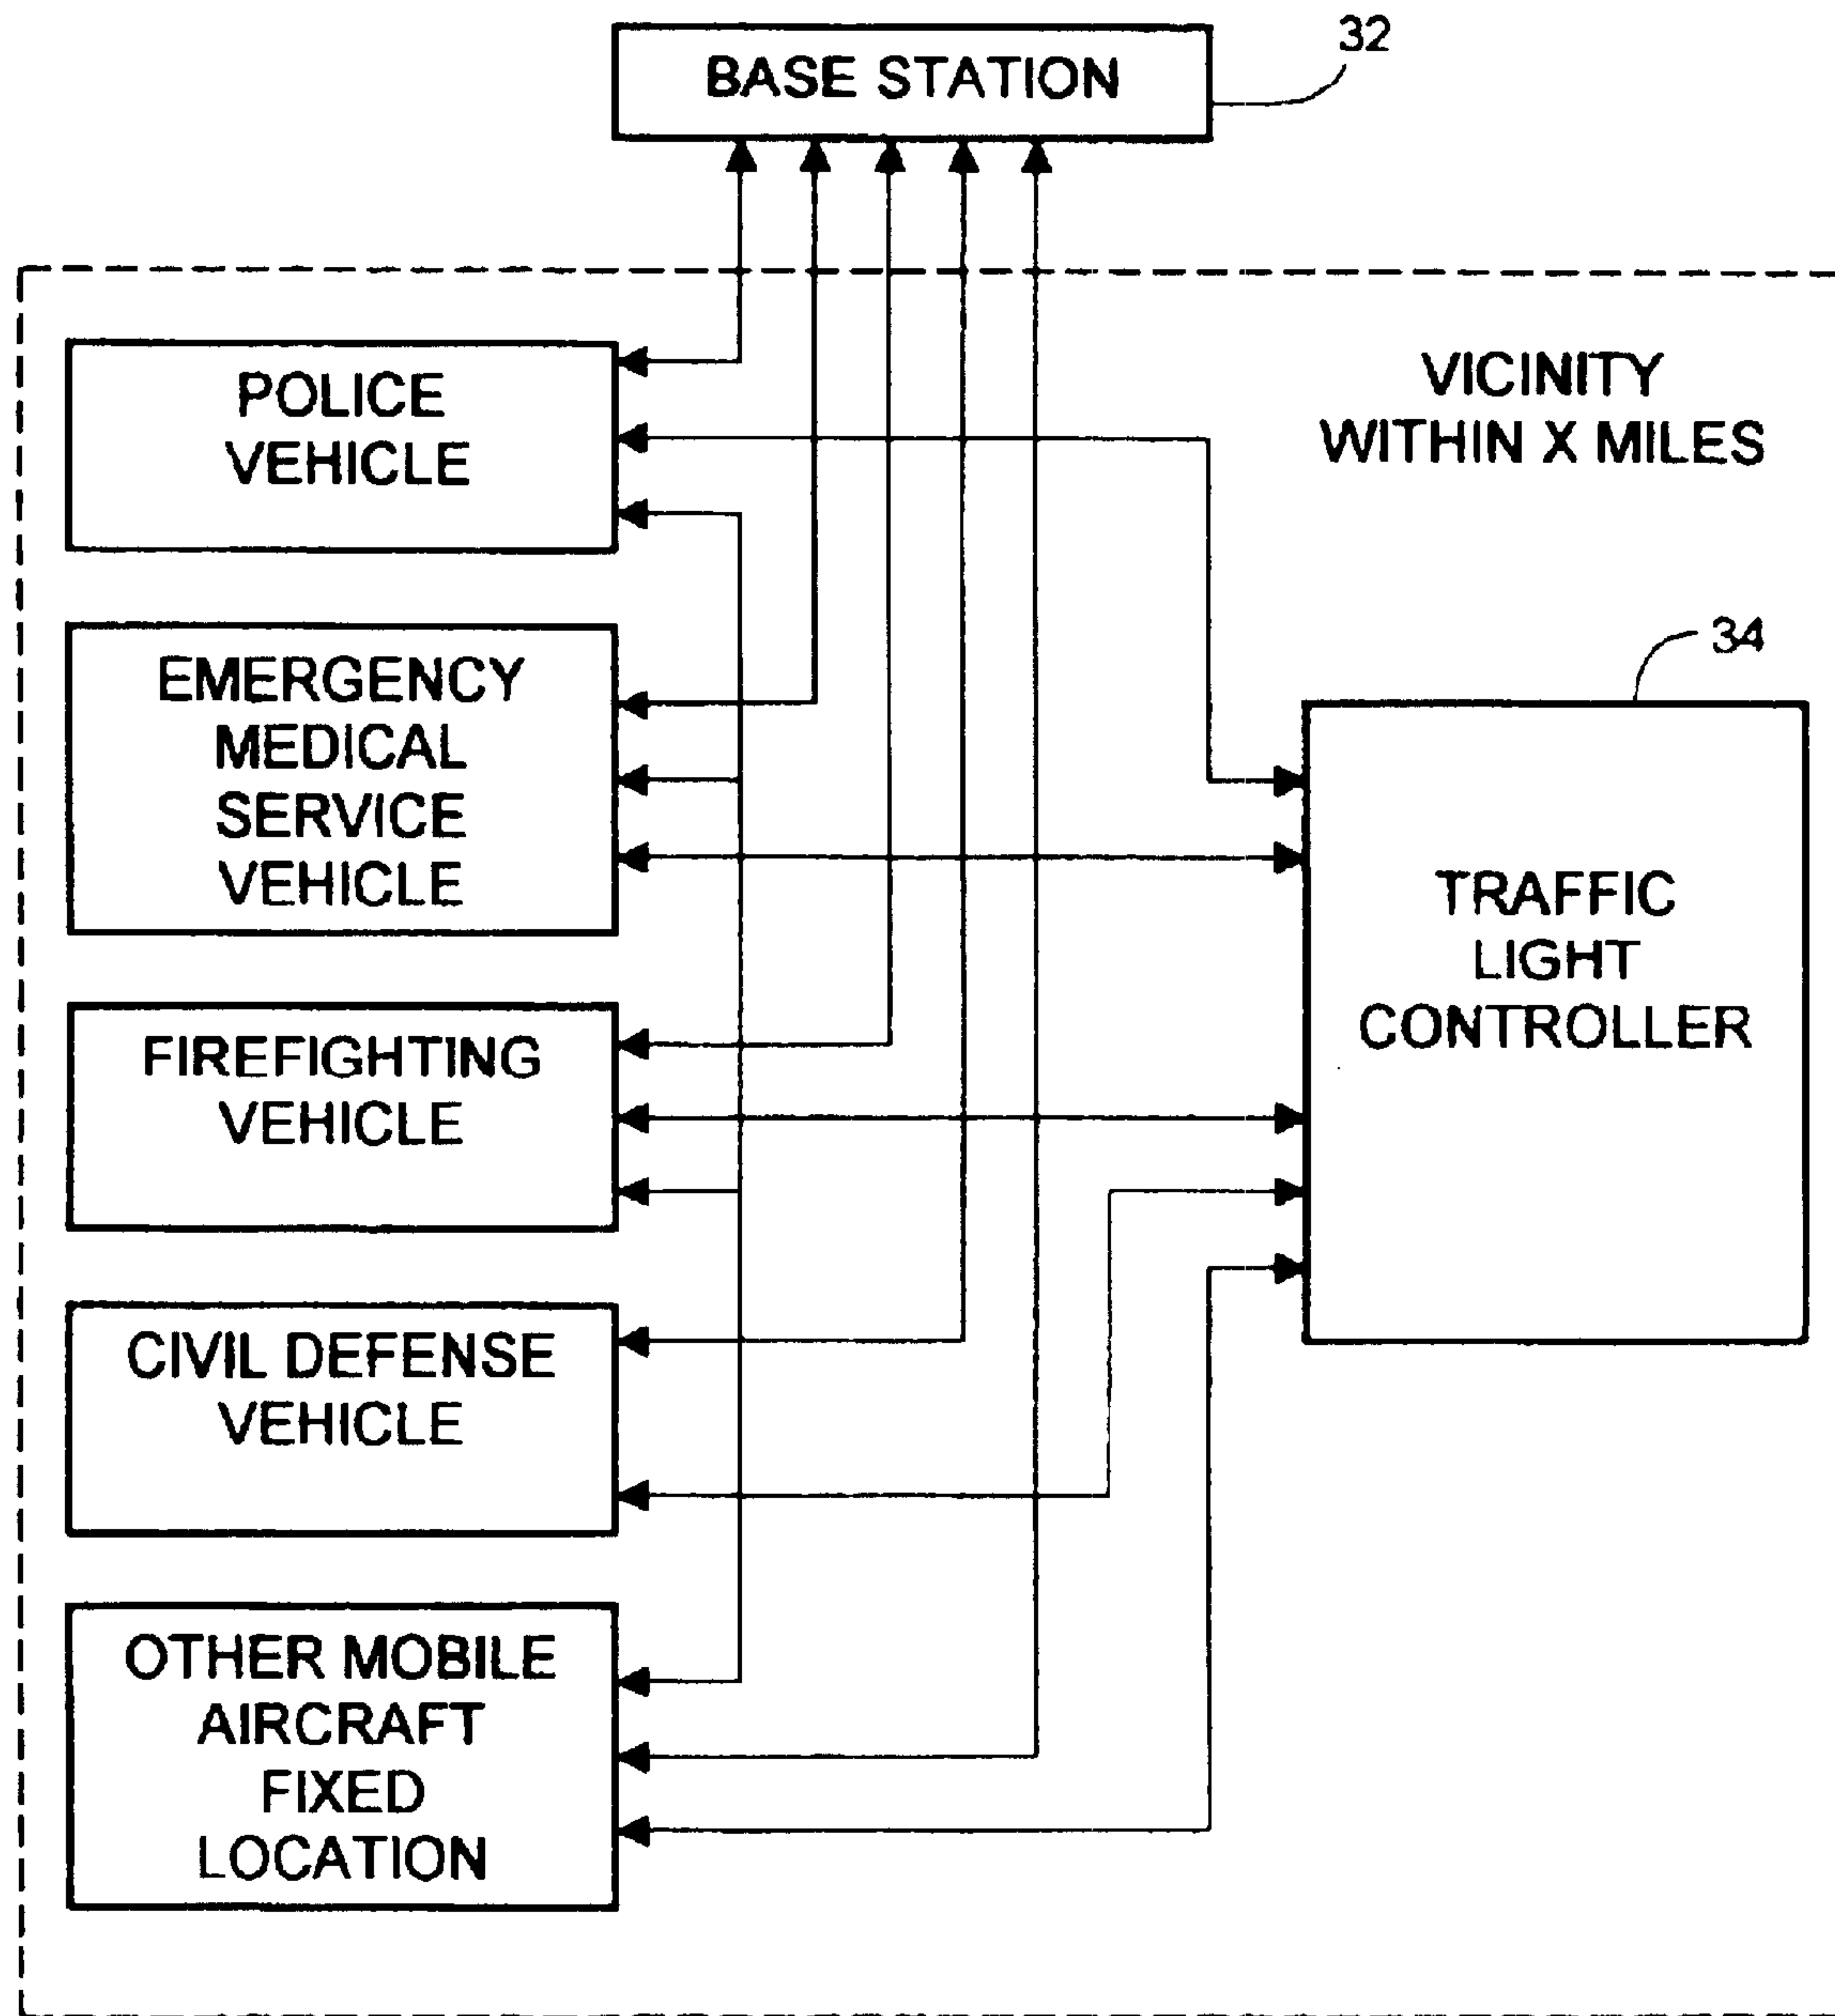 32
BASE STATION
VICINITY
WITHIN X MILES
POLICE
VEHICLE
EMERGENCY
MEDICAL
SERVICE
VEHICLE
34
TRAFFIC
LIGHT
CONTROLLER
FIREFIGHTING
VEHICLE
CIVIL DEFENSE
VEHICLE
OTHER MOBILE
AIRCRAFT
FIXED
LOCATION